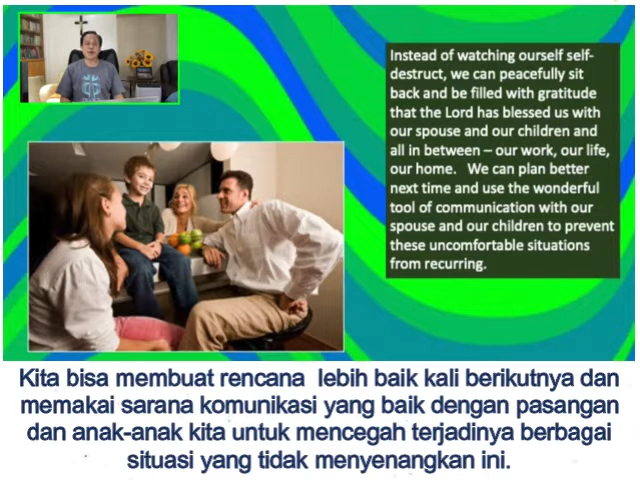 Instead of watching ourself self-
destruct, we can peacefully sit
back and be filled with gratitude
that the Lord has blessed us with
our spouse and our children and
all in between – our work, our life,
our home. We can plan better
next time and use the wonderful
tool of communication with our
spouse and our children to prevent
these uncomfortable situations
from recurring.
Kita bisa membuat rencana lebih baik kali berikutnya dan
memakai sarana komunikasi yang baik dengan pasangan
dan anak-anak kita untuk mencegah terjadinya berbagai
situasi yang tidak menyenangkan ini.